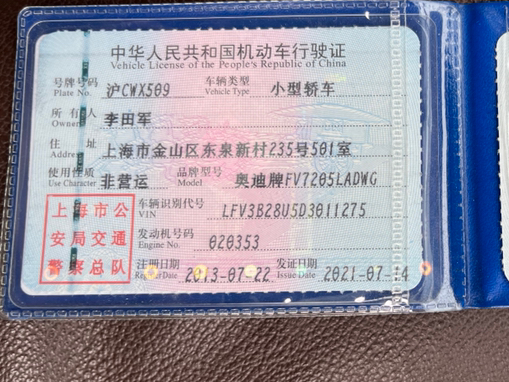 中华人民共和国机动车行驶证
Vehicle License of the People's Republic of China
号牌号码 Plate No. 沪CWX509 车辆类型 Vehicle Type 小型轿车
所有人 Owner 李田军
住址 Address 上海市金山区东泉新村235号501室
使用性质 Use Character 非营运 品牌型号 Model 奥迪牌FV7205LADWG
车辆识别代号 VIN LFV3B28U5D3011275
发动机号码 Engine No. 020353
注册日期 Register Date 2013-07-22 发证日期 Issue Date 2021-07-14
上海市公
安局交通
警察总队